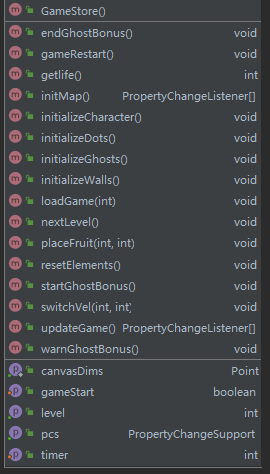 GameStore()
endGhostBonus() void
gameRestart() void
getlife() int
initMap() PropertyChangeListener[]
initializeCharacter() void
initializeDots() void
initializeGhosts() void
initializeWalls() void
loadGame(int) void
nextLevel() void
placeFruit(int, int) void
resetElements() void
startGhostBonus() void
switchVel(int, int) void
updateGame() PropertyChangeListener[]
warnGhostBonus() void
canvasDims Point
gameStart boolean
level int
pcs PropertyChangeSupport
timer int